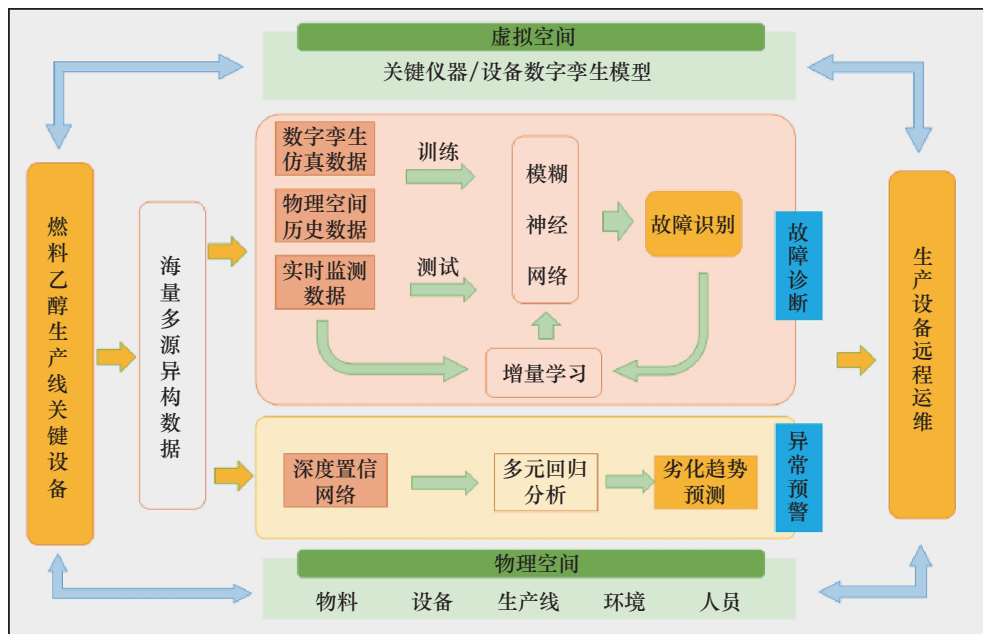 虚拟空间
关键仪器/设备数字孪生模型
燃料乙醇生产线关键设备
海量多源异构数据
数字孪生
仿真数据
物理空间
历史数据
实时监测
数据
训练
测试
模糊
神经
网络
故障识别
增量学习
故障诊断
深度置信
网络
多元回归
分析
劣化趋势
预测
异常预警
生产设备远程运维
物理空间
物料 设备 生产线 环境 人员